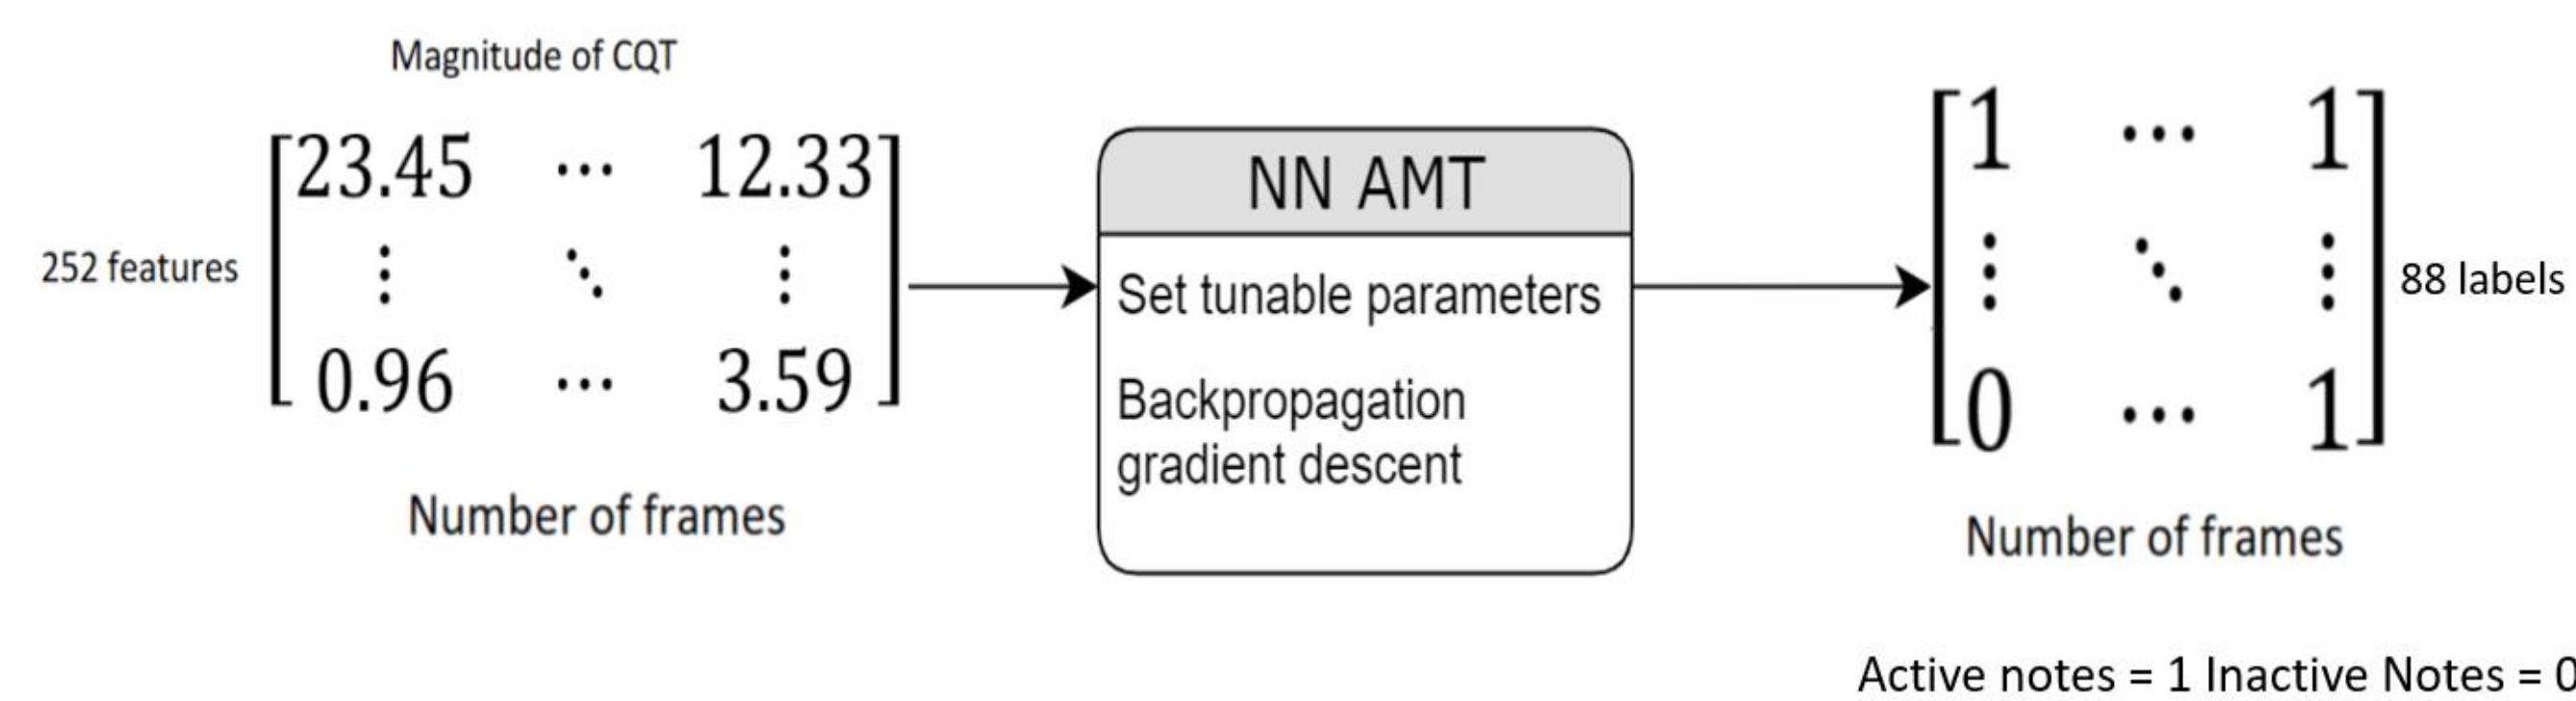 Magnitude of CQT
252 features
23.45 ... 12.33
⋮ ⋱ ⋮
0.96 ... 3.59
Number of frames
NN AMT
Set tunable parameters
Backpropagation
gradient descent
1 ... 1
⋮ ⋱ ⋮
0 ... 1
88 labels
Number of frames
Active notes = 1 Inactive Notes = 0